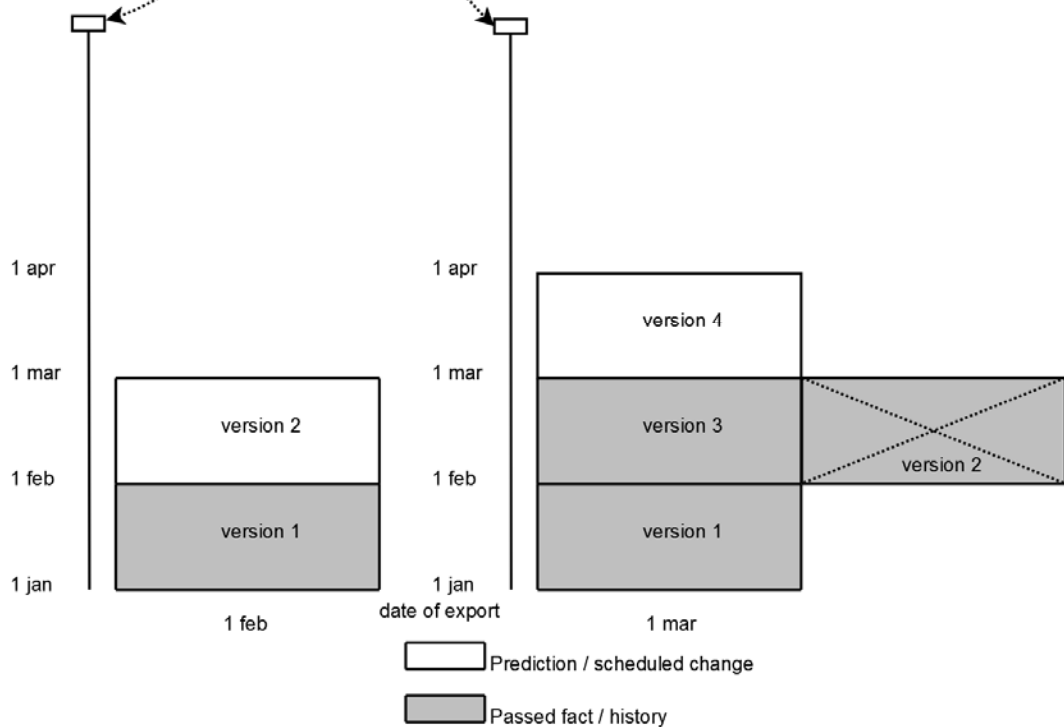 1 apr
1 apr
version 4
1 mar
1 mar
version 2
version 3
1 feb
1 feb
version 2
version 1
version 1
1 jan
1 jan
date of export
1 feb
1 mar
Prediction / scheduled change
Passed fact / history